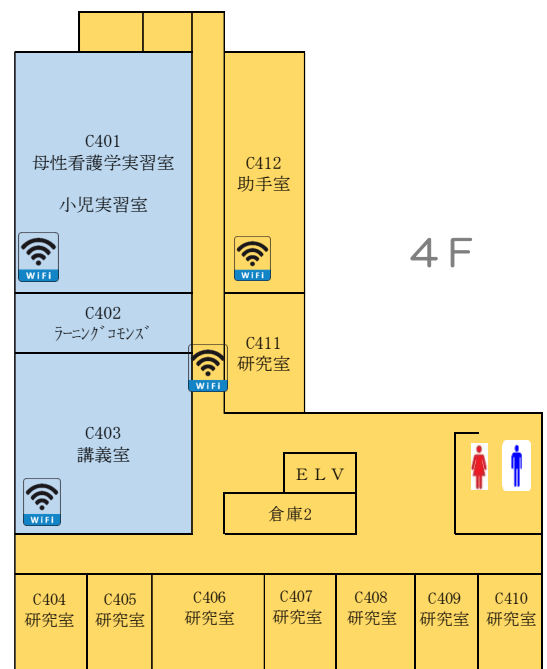 C401
母性看護学実習室
小児実習室
WiFi
C412
助手室
WiFi
4F
C402
ラーニングコモンズ
C411
研究室
WiFi
C403
講義室
WiFi
ELV
倉庫2
C404
研究室
C405
研究室
C406
研究室
C407
研究室
C408
研究室
C409
研究室
C410
研究室